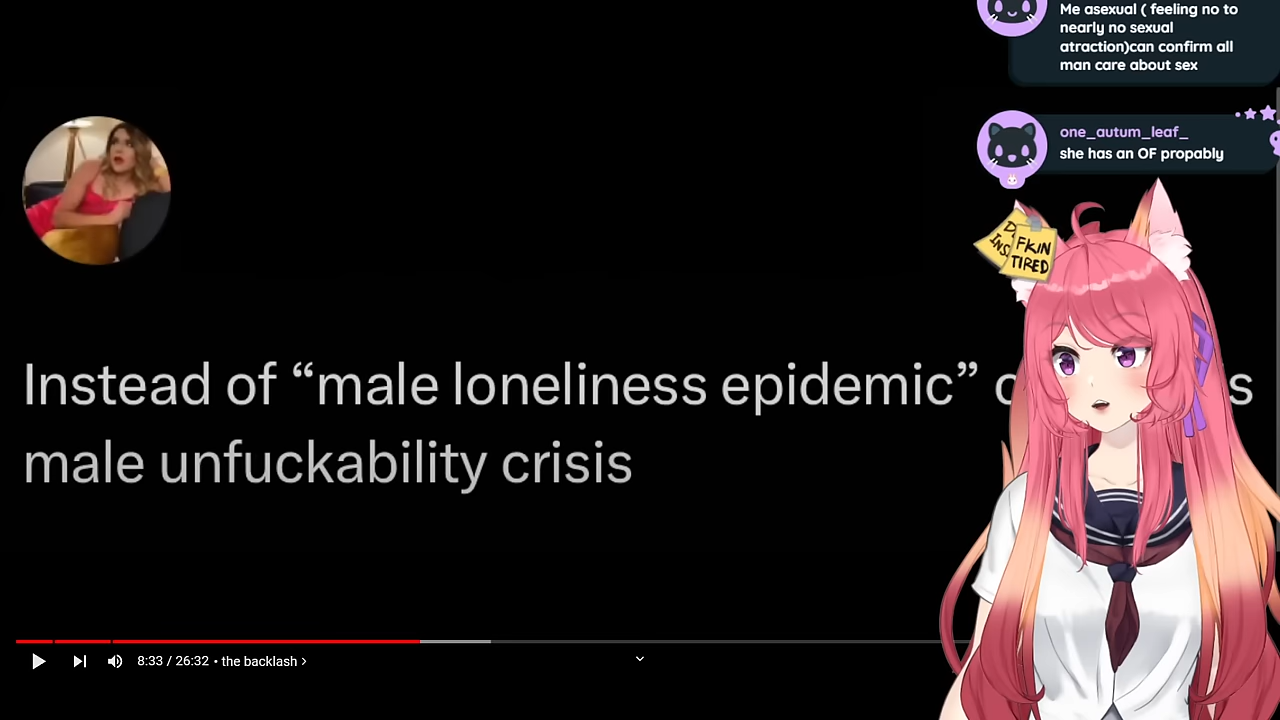 Me asexual ( feeling no to
nearly no sexual
atraction)can confirm all
man care about sex
one_autum_leaf_
she has an OF propably
FKIN
TIRED
Instead of “male loneliness epidemic”
male unfuckability crisis
8:33 / 26:32 • the backlash ›